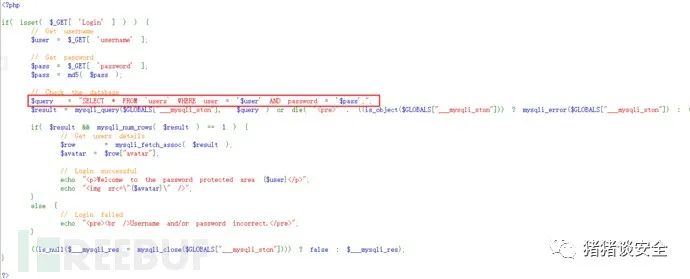 <?php
if( isset( $_GET[ 'Login' ] ) ) {
// Get username
$user = $_GET[ 'username' ];
// Get password
$pass = $_GET[ 'password' ];
$pass = md5( $pass );
// Check the database
$query = "SELECT * FROM `users` WHERE user = '$user' AND password = '$pass';";
$result = mysqli_query($GLOBALS["___mysqli_ston"], $query ) or die( '<pre>' . ((is_object($GLOBALS["___mysqli_ston"])) ? mysqli_error($GLOBALS["___mysqli_ston"]) :
if( $result && mysqli_num_rows( $result ) == 1 ) {
// Get users details
$row = mysqli_fetch_assoc( $result );
$avatar = $row["avatar"];
// Login successful
echo "<p>Welcome to the password protected area {$user}</p>";
echo "<img src=\"{$avatar}\" />";
}
else {
// Login failed
echo "<pre><br />Username and/or password incorrect.</pre>";
}
((is_null($___mysqli_res = mysqli_close($GLOBALS["___mysqli_ston"]))) ? false : $___mysqli_res);
}
?>
REEBUF
猪猪谈安全